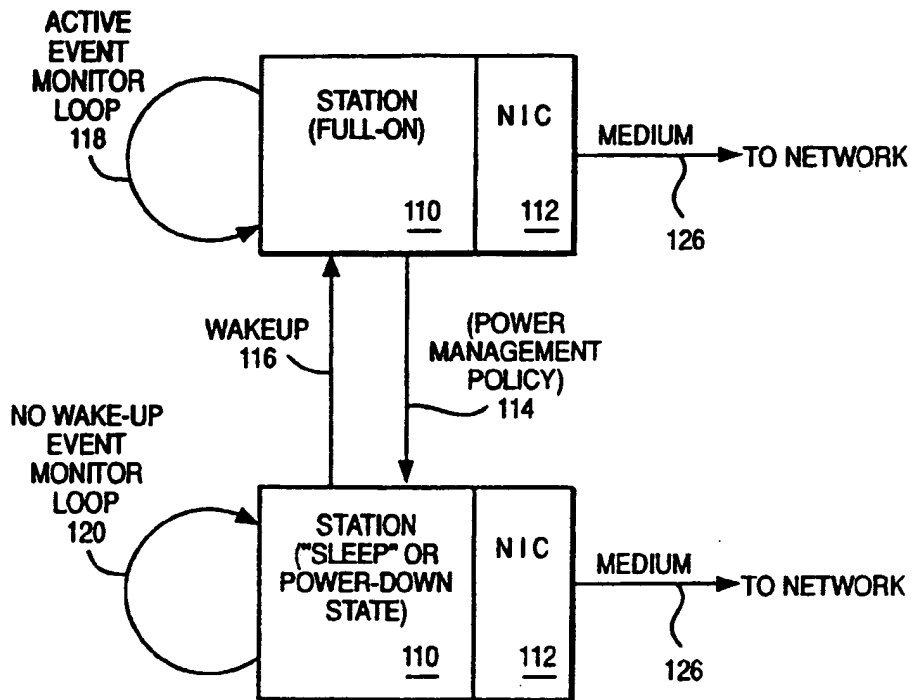 ACTIVE
EVENT
MONITOR
LOOP
118
STATION
(FULL-ON)
110
NIC
112
MEDIUM
126
TO NETWORK
WAKEUP
116
(POWER
MANAGEMENT
POLICY)
114
NO WAKE-UP
EVENT
MONITOR
LOOP
120
STATION
("SLEEP" OR
POWER-DOWN
STATE)
110
NIC
112
MEDIUM
126
TO NETWORK